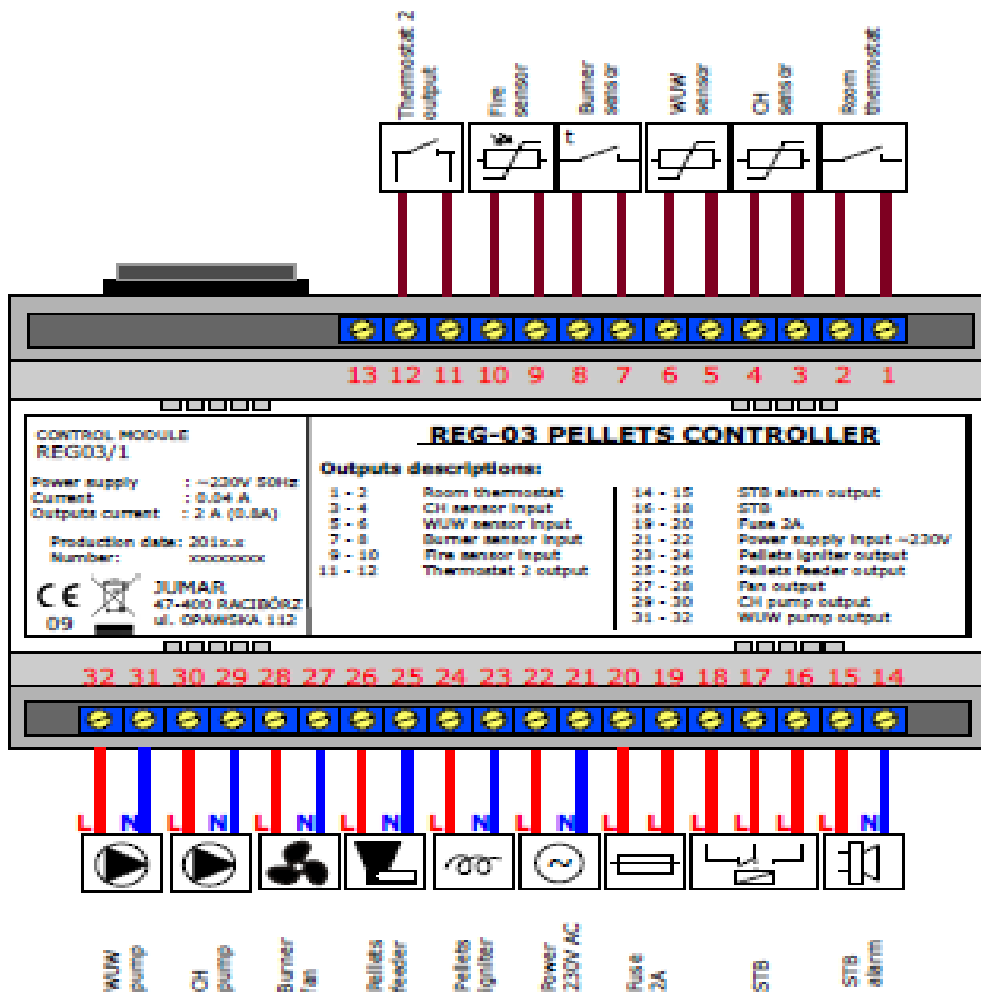 Thermostat 2
output
Fire
sensor
Burner
sensor
WUW
sensor
CH
sensor
Room
thermostat
t
13 12 11 10 9 8 7 6 5 4 3 2 1
CONTROL MODULE
REG03/1
Power supply : ~220V 50Hz
Current : 0.04 A
Outputs current : 2 A (0.8A)
Production date: 201x.x
Number: xxxxxxxxx
CE
09
JUMAR
47-400 RACIBÓRZ
ul. OPAWSKA 112
REG-03 PELLETS CONTROLLER
Outputs descriptions:
1 - 2 Room thermostat
3 - 4 CH sensor input
5 - 6 WUW sensor input
7 - 8 Burner sensor input
9 - 10 Fire sensor input
11 - 12 Thermostat 2 output
14 - 15 STB alarm output
16 - 18 STB
19 - 20 Fuse 2A
21 - 22 Power supply input ~230V
23 - 24 Pellets igniter output
25 - 26 Pellets feeder output
27 - 28 Fan output
29 - 30 CH pump output
31 - 32 WUW pump output
32 31 30 29 28 27 26 25 24 23 22 21 20 19 18 17 16 15 14
L N L N L N L N L N L N L L L L L L N
WUW
pump
CH
pump
Burner
fan
Pellets
feeder
Pellets
igniter
Power
230V AC
Fuse
2A
STB
STB
alarm